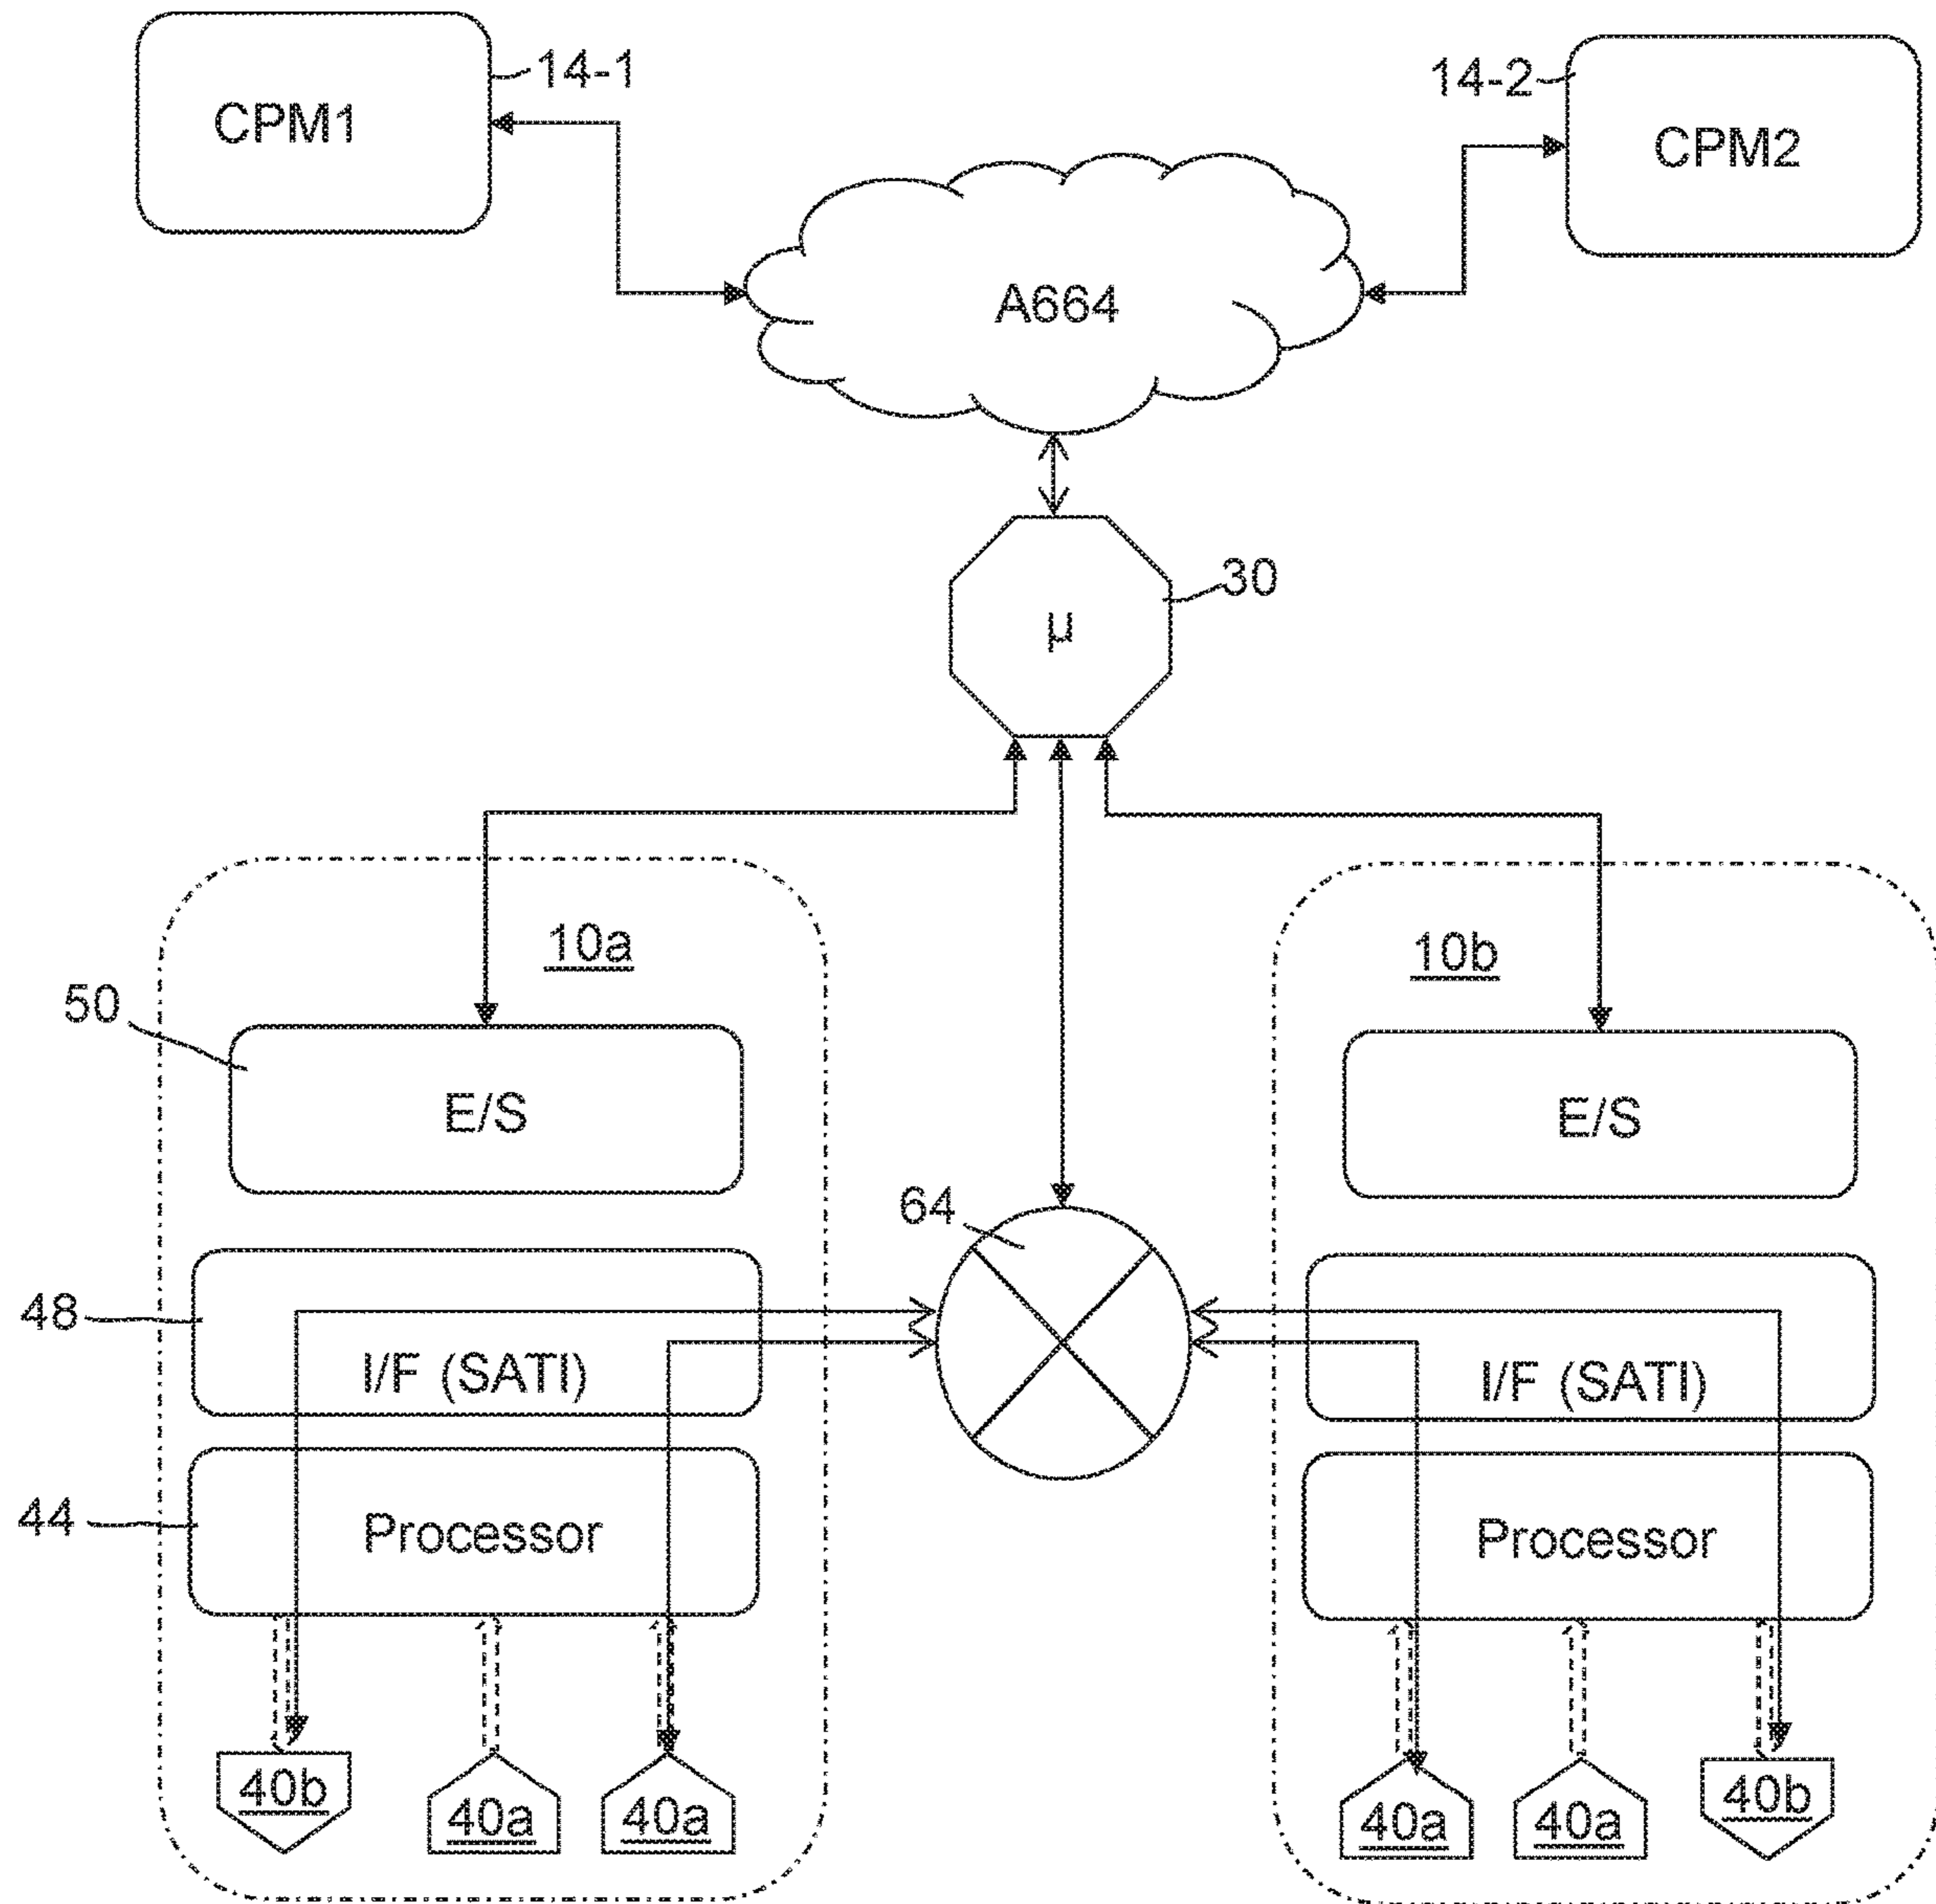 CPM1
14-1
14-2
CPM2
A664
30
µ
10a
10b
50
E/S
E/S
64
48
I/F (SATI)
I/F (SATI)
44
Processor
Processor
40b
40a
40a
40a
40a
40b